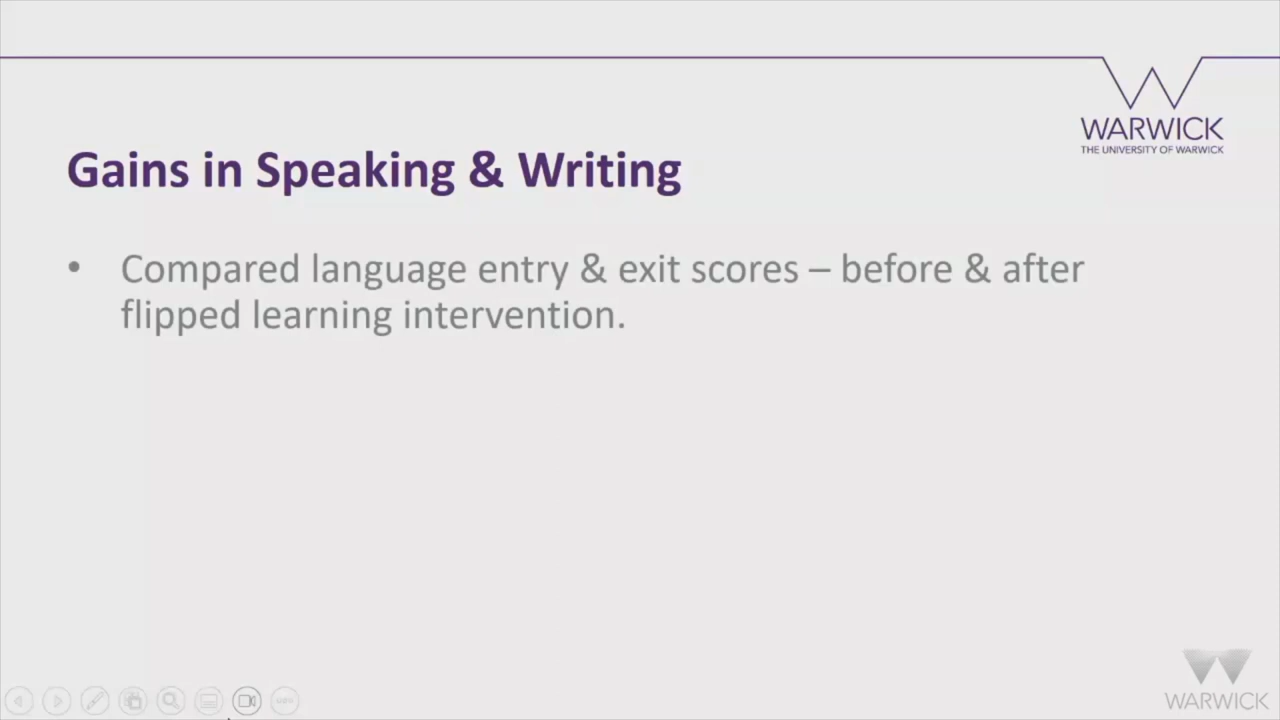 WARWICK
THE UNIVERSITY OF WARWICK
Gains in Speaking & Writing
• Compared language entry & exit scores – before & after
flipped learning intervention.
WARWICK